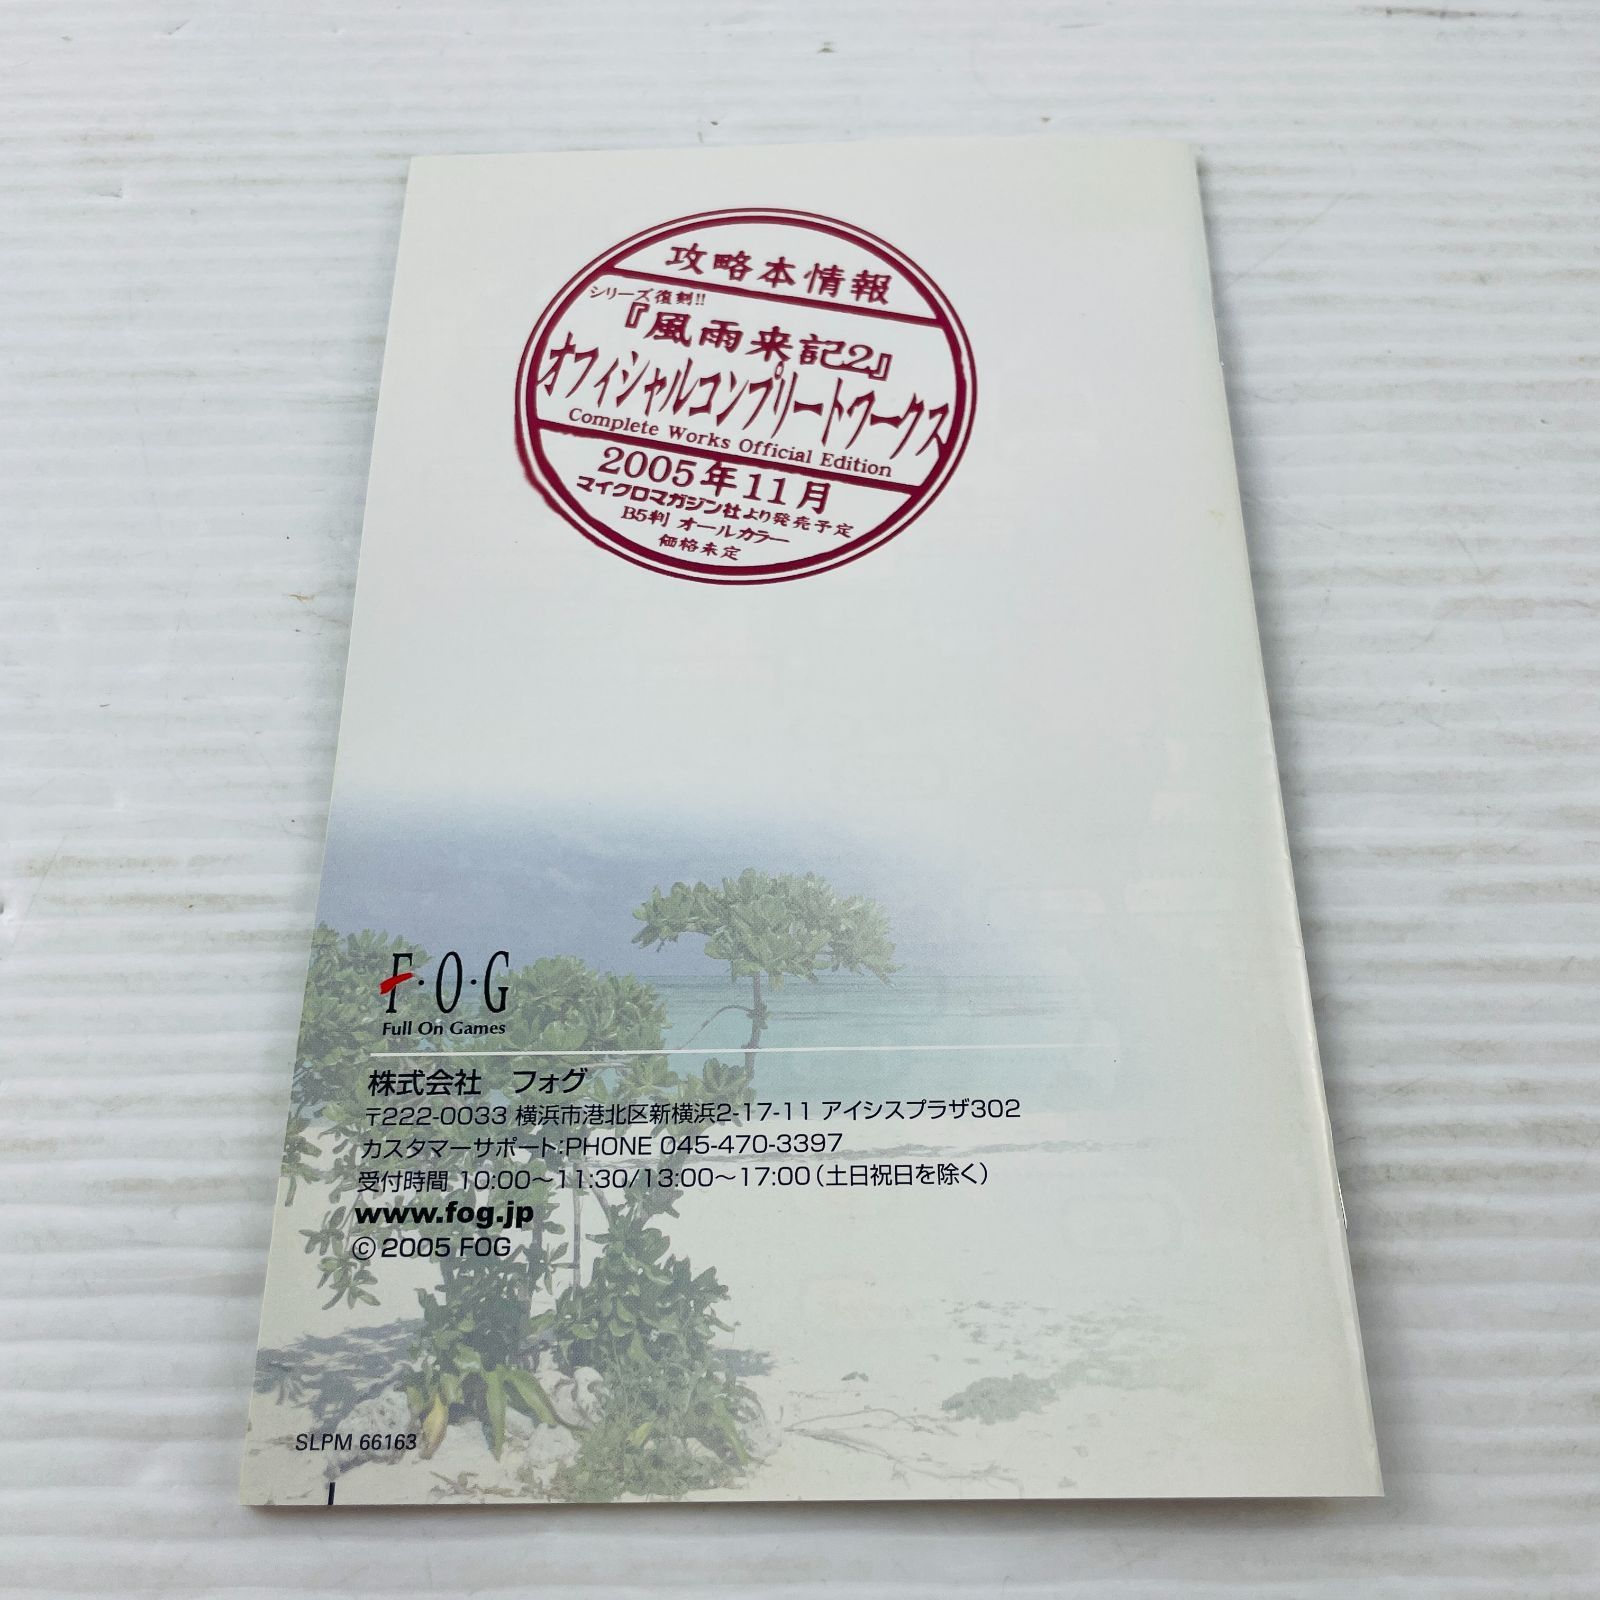 攻略本情報
シリーズ復刻!!
『風雨来記2』
オフィシャルコンプリートワークス
Complete Works Official Edition
2005年11月
マイクロマガジン社より発売予定
B5判 オールカラー
価格未定
F・O・G
Full On Games
株式会社 フォグ
〒222-0033 横浜市港北区新横浜2-17-11 アイシスプラザ302
カスタマーサポート:PHONE 045-470-3397
受付時間 10:00〜11:30/13:00〜17:00(土日祝日を除く)
www.fog.jp
© 2005 FOG
SLPM 66163